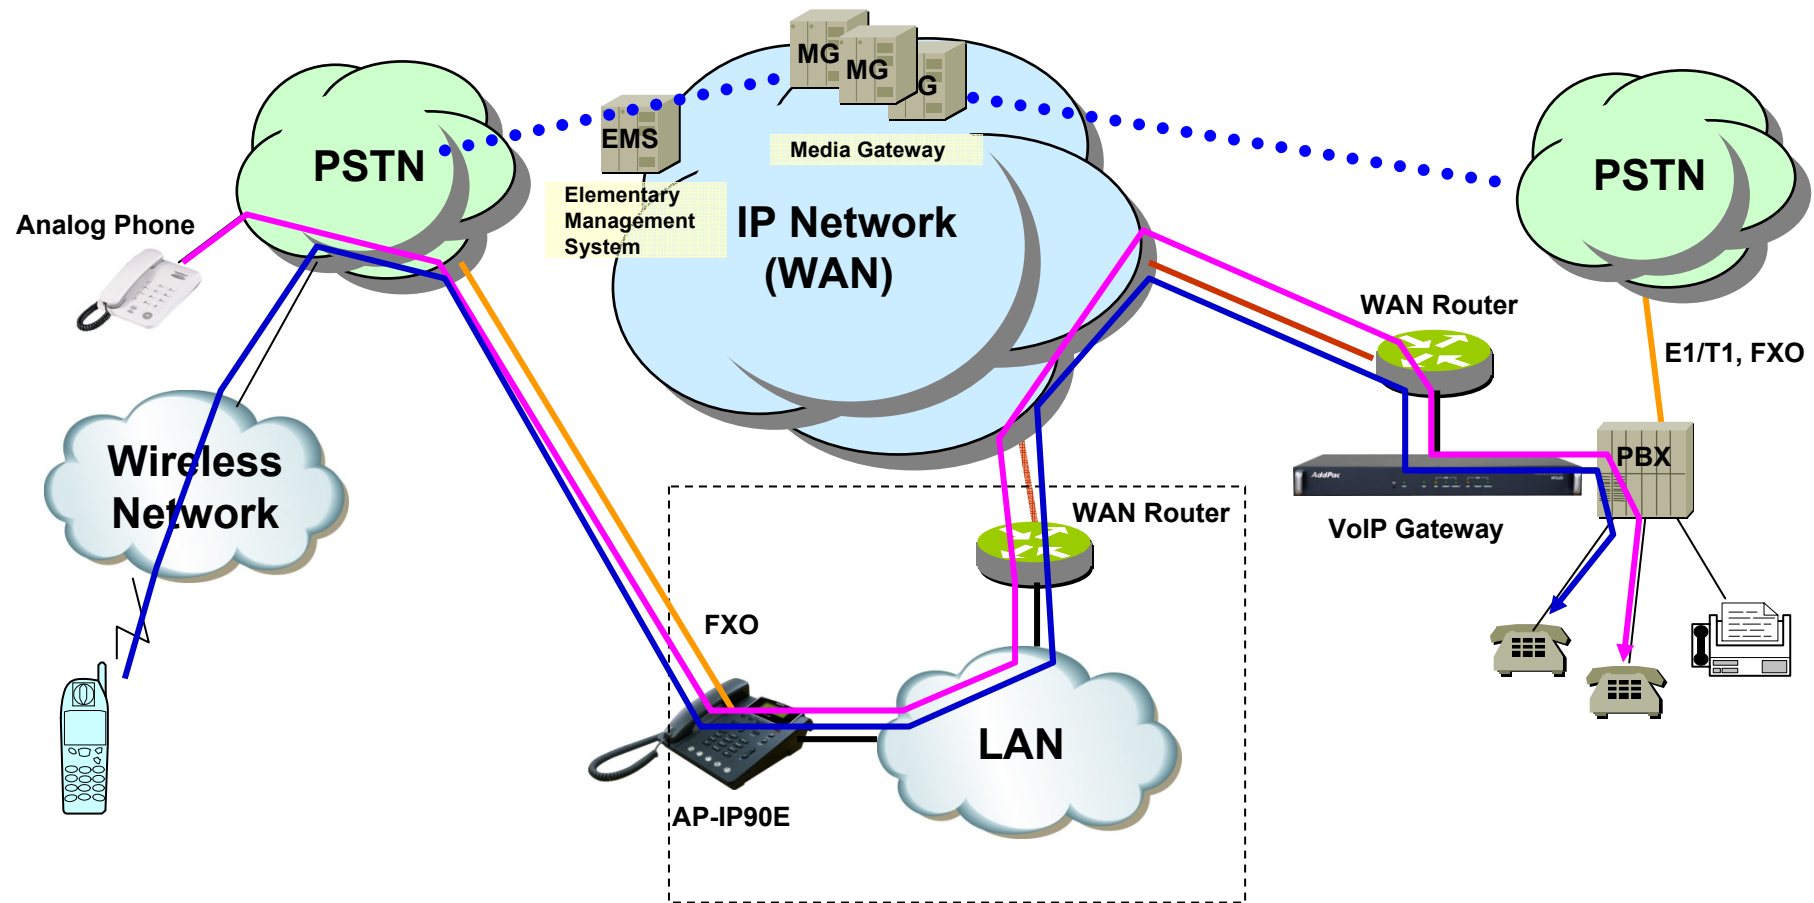 MG
MG
G
EMS
Media Gateway
PSTN
PSTN
Elementary
Management
System
Analog Phone
IP Network
(WAN)
WAN Router
E1/T1, FXO
Wireless
Network
PBX
AddPac
WAN Router
VoIP Gateway
FXO
LAN
AP-IP90E